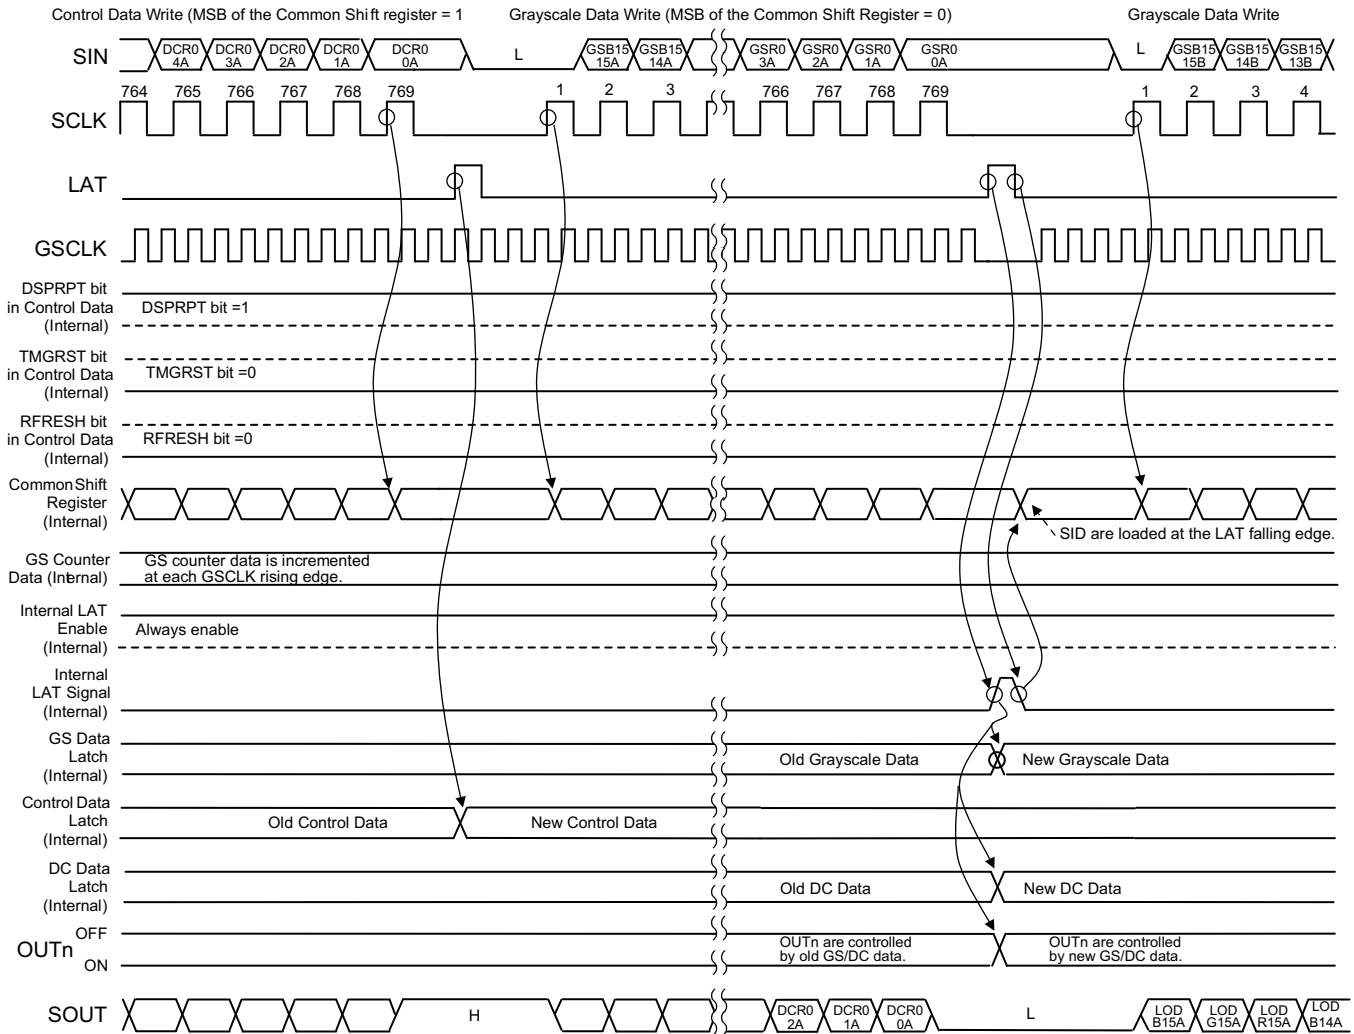 Control Data Write (MSB of the Common Shift register = 1
Grayscale Data Write (MSB of the Common Shift Register = 0)
Grayscale Data Write
SIN
DCR0 4A
DCR0 3A
DCR0 2A
DCR0 1A
DCR0 0A
L
GSB15 15A
GSB15 14A
GSR0 3A
GSR0 2A
GSR0 1A
GSR0 0A
L
GSB15 15B
GSB15 14B
GSB15 13B
SCLK
764 765 766 767 768 769 1 2 3 766 767 768 769 1 2 3 4
LAT
GSCLK
DSPRPT bit
in Control Data
(Internal)
DSPRPT bit =1
TMGRST bit
in Control Data
(Internal)
TMGRST bit =0
RFRESH bit
in Control Data
(Internal)
RFRESH bit =0
Common Shift
Register
(Internal)
SID are loaded at the LAT falling edge.
GS Counter
Data (Internal)
GS counter data is incremented
at each GSCLK rising edge.
Internal LAT
Enable
(Internal)
Always enable
Internal
LAT Signal
(Internal)
GS Data
Latch
(Internal)
Old Grayscale Data
New Grayscale Data
Control Data
Latch
(Internal)
Old Control Data
New Control Data
DC Data
Latch
(Internal)
Old DC Data
New DC Data
OUTn
OFF
ON
OUTn are controlled
by old GS/DC data.
OUTn are controlled
by new GS/DC data.
SOUT
H
DCR0 2A
DCR0 1A
DCR0 0A
L
LOD B15A
LOD G15A
LOD R15A
LOD B14A